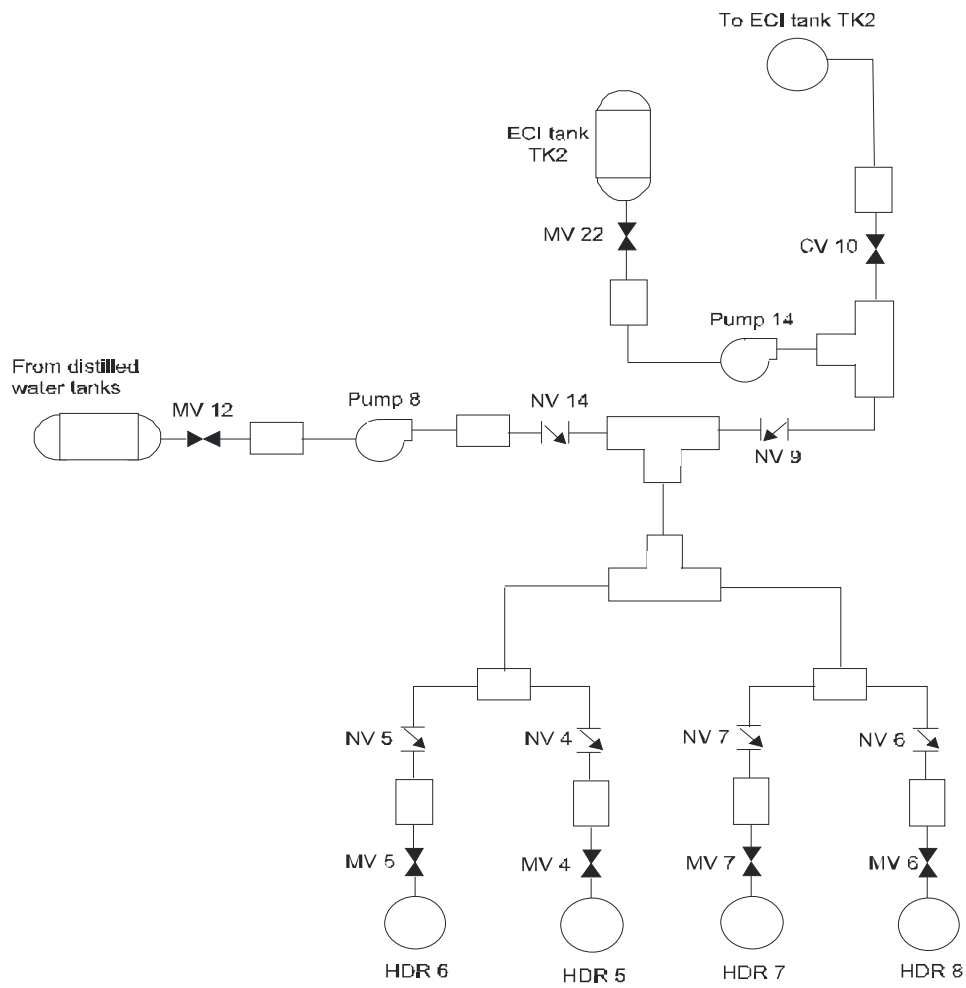 To ECI tank TK2
ECI tank
TK2
MV 22
CV 10
Pump 14
From distilled
water tanks
MV 12
Pump 8
NV 14
NV 9
NV 5
NV 4
NV 7
NV 6
MV 5
MV 4
MV 7
MV 6
HDR 6
HDR 5
HDR 7
HDR 8